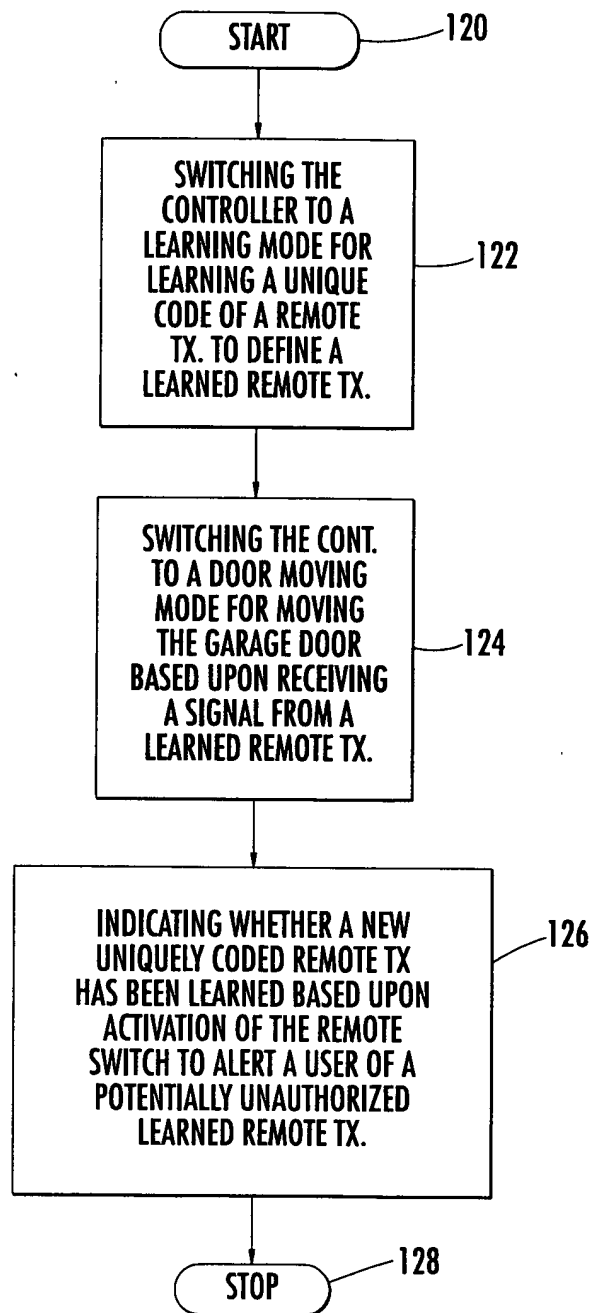 START
120
SWITCHING THE
CONTROLLER TO A
LEARNING MODE FOR
LEARNING A UNIQUE
CODE OF A REMOTE
TX. TO DEFINE A
LEARNED REMOTE TX.
122
SWITCHING THE CONT.
TO A DOOR MOVING
MODE FOR MOVING
THE GARAGE DOOR
BASED UPON RECEIVING
A SIGNAL FROM A
LEARNED REMOTE TX.
124
INDICATING WHETHER A NEW
UNIQUELY CODED REMOTE TX
HAS BEEN LEARNED BASED UPON
ACTIVATION OF THE REMOTE
SWITCH TO ALERT A USER OF A
POTENTIALLY UNAUTHORIZED
LEARNED REMOTE TX.
126
STOP
128